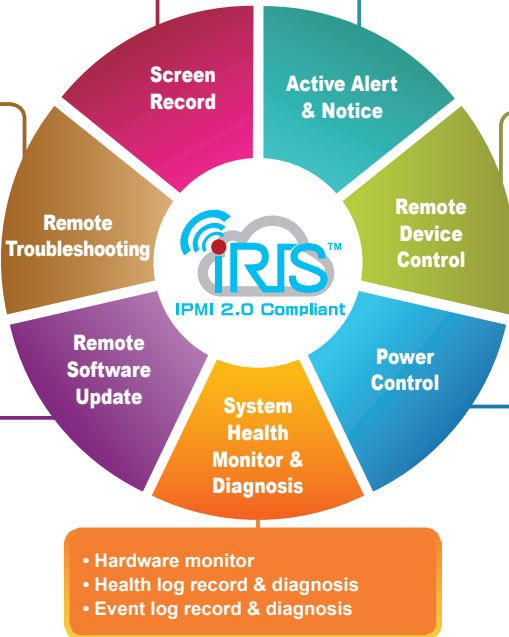 Screen
Record
Active Alert
& Notice
Remote
Troubleshooting
Remote
Device
Control
iRIS™
IPMI 2.0 Compliant
Remote
Software
Update
Power
Control
System
Health
Monitor &
Diagnosis
• Hardware monitor
• Health log record & diagnosis
• Event log record & diagnosis